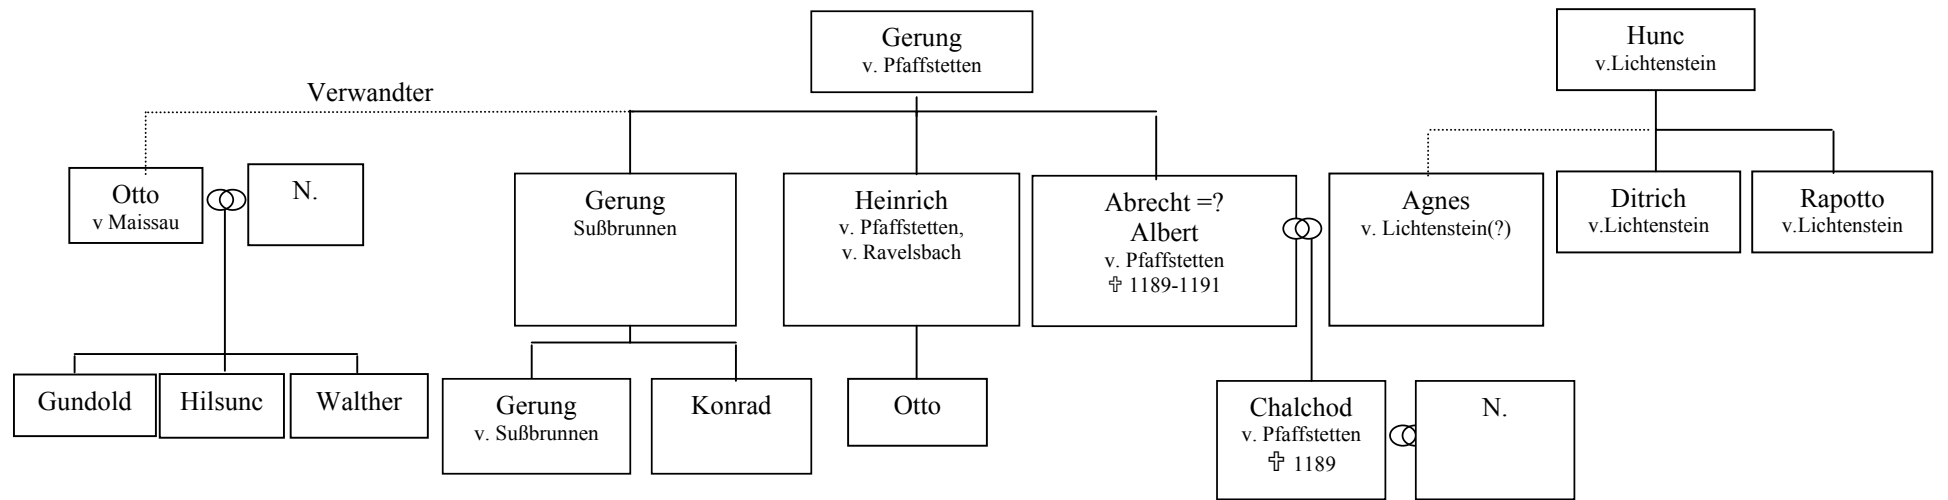 Gerung
v. Pfaffstetten
Hunc
v.Lichtenstein
Verwandter
Otto
v Maissau
N.
Gerung
Sußbrunnen
Heinrich
v. Pfaffstetten,
v. Ravelsbach
Abrecht =?
Albert
v. Pfaffstetten
✞ 1189-1191
Agnes
v. Lichtenstein(?)
Ditrich
v.Lichtenstein
Rapotto
v.Lichtenstein
Gundold
Hilsunc
Walther
Gerung
v. Sußbrunnen
Konrad
Otto
Chalchod
v. Pfaffstetten
✞ 1189
N.